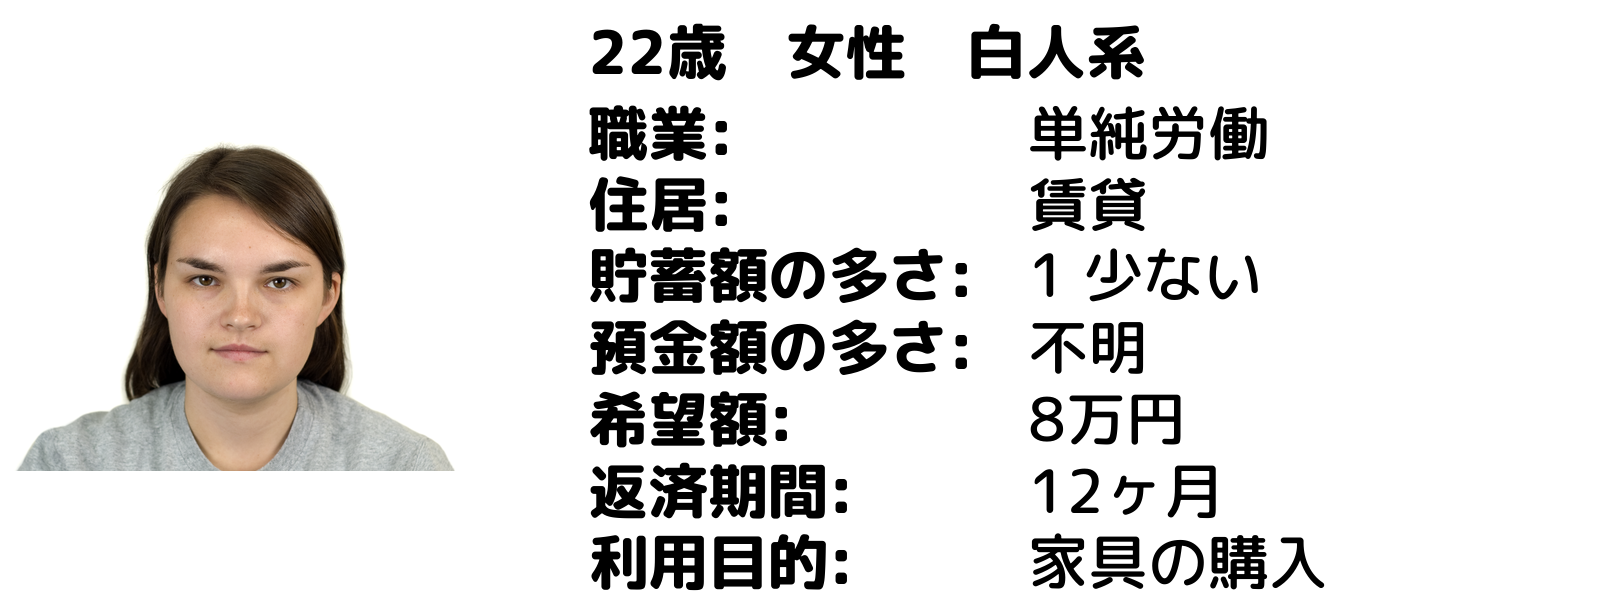 22歳　女性　白人系
職業: 単純労働
住居: 賃貸
貯蓄額の多さ: 1 少ない
預金額の多さ: 不明
希望額: 8万円
返済期間: 12ヶ月
利用目的: 家具の購入